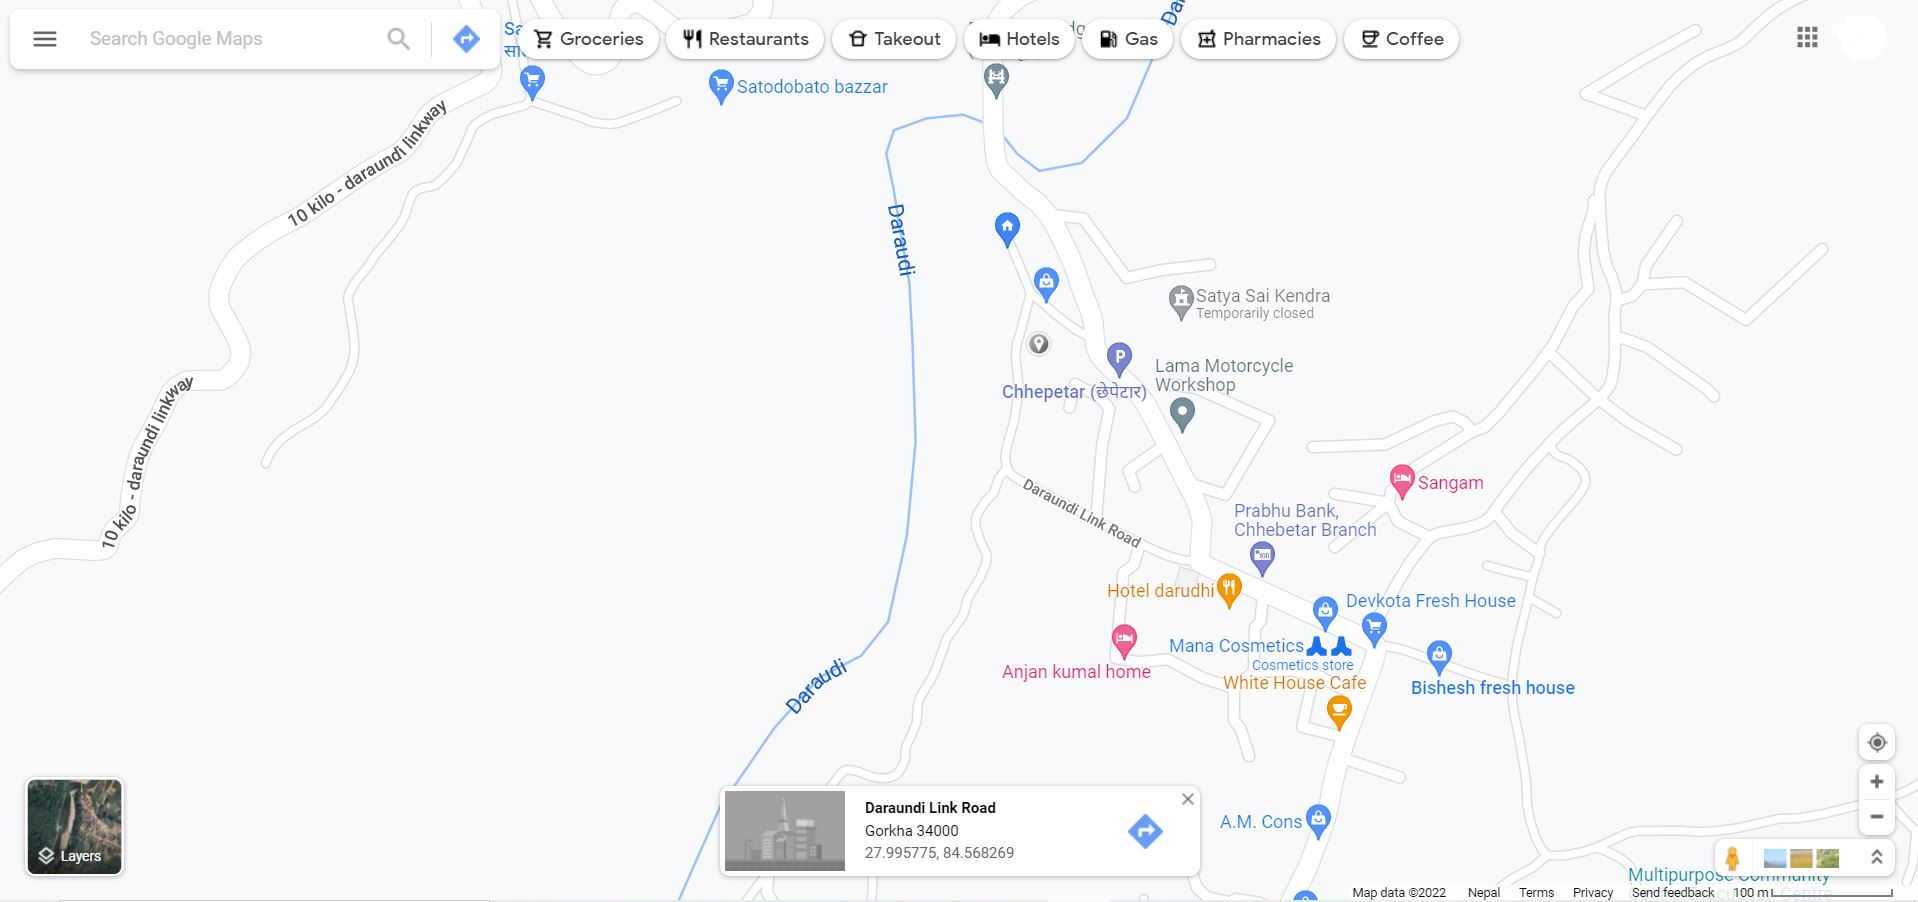 Search Google Maps
Groceries
Restaurants
Takeout
Hotels
Gas
Pharmacies
Coffee
Satodobato bazzar
10 kilo - daraundi linkway
Daraudi
Satya Sai Kendra
Temporarily closed
Lama Motorcycle
Workshop
Chhepetar (छेपेटार)
P
10 kilo - daraundi linkway
Daraundi Link Road
Sangam
Prabhu Bank,
Chhebetar Branch
Hotel darudhi
Devkota Fresh House
Mana Cosmetics
Cosmetics store
Anjan kumal home
White House Cafe
Bishesh fresh house
Daraudi
A.M. Cons
Daraundi Link Road
Gorkha 34000
27.995775, 84.568269
Layers
Multipurpose Community
Map data ©2022 Nepal Terms Privacy Send feedback 100 m